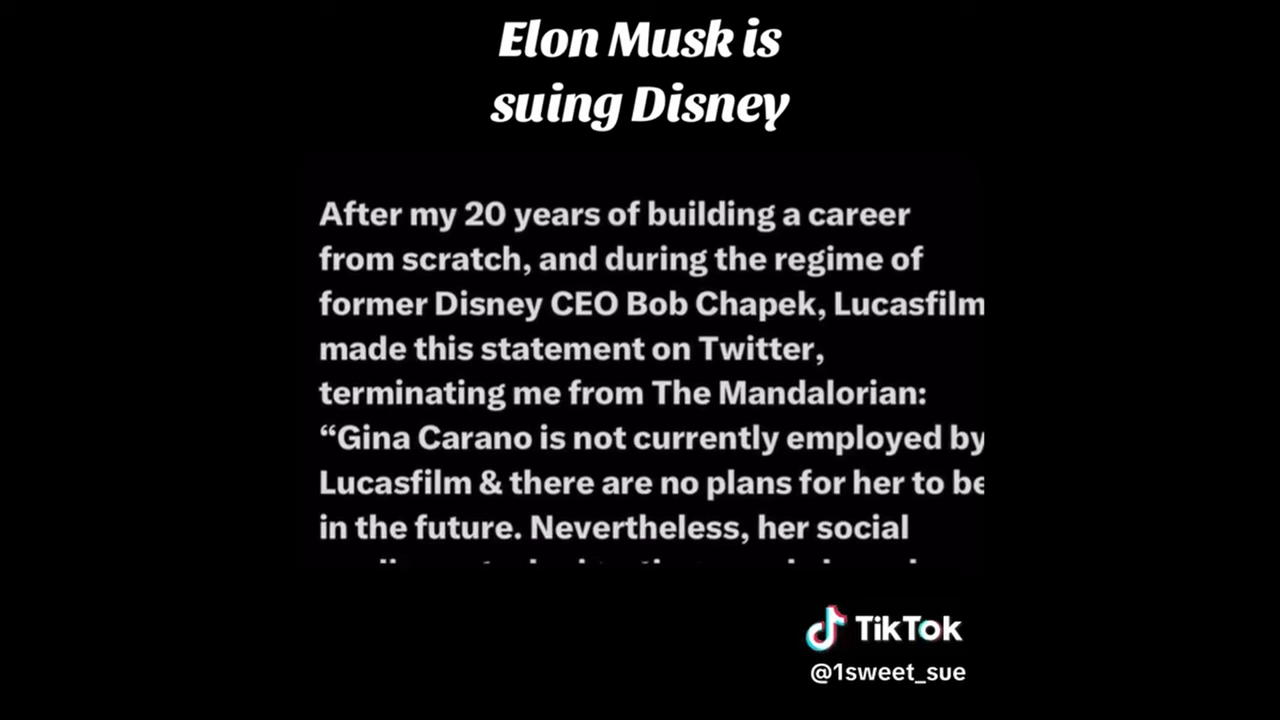 Elon Musk is
suing Disney
After my 20 years of building a career
from scratch, and during the regime of
former Disney CEO Bob Chapek, Lucasfilm
made this statement on Twitter,
terminating me from The Mandalorian:
“Gina Carano is not currently employed by
Lucasfilm & there are no plans for her to be
in the future. Nevertheless, her social
TikTok
@1sweet_sue